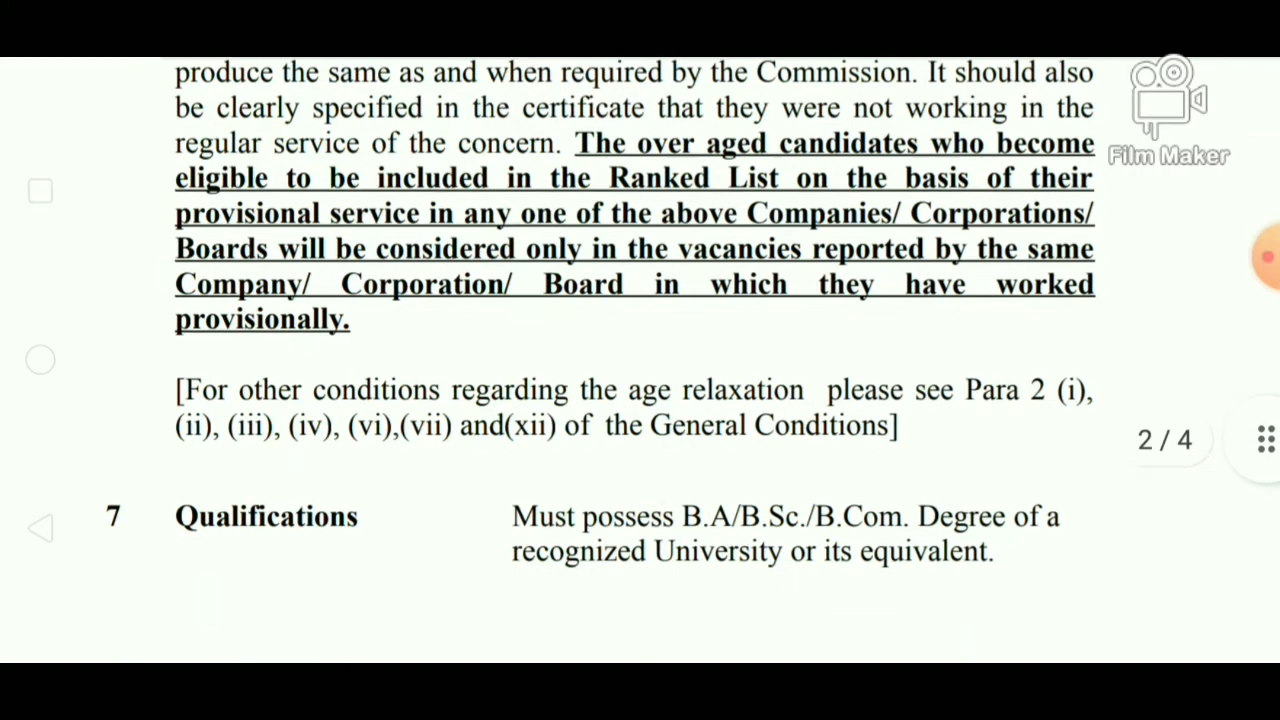 produce the same as and when required by the Commission. It should also
be clearly specified in the certificate that they were not working in the
regular service of the concern. The over aged candidates who become
eligible to be included in the Ranked List on the basis of their
provisional service in any one of the above Companies/ Corporations/
Boards will be considered only in the vacancies reported by the same
Company/ Corporation/ Board in which they have worked
provisionally.
[For other conditions regarding the age relaxation please see Para 2 (i),
(ii), (iii), (iv), (vi),(vii) and(xii) of the General Conditions]
7 Qualifications Must possess B.A/B.Sc./B.Com. Degree of a
recognized University or its equivalent.
Film Maker
2 / 4